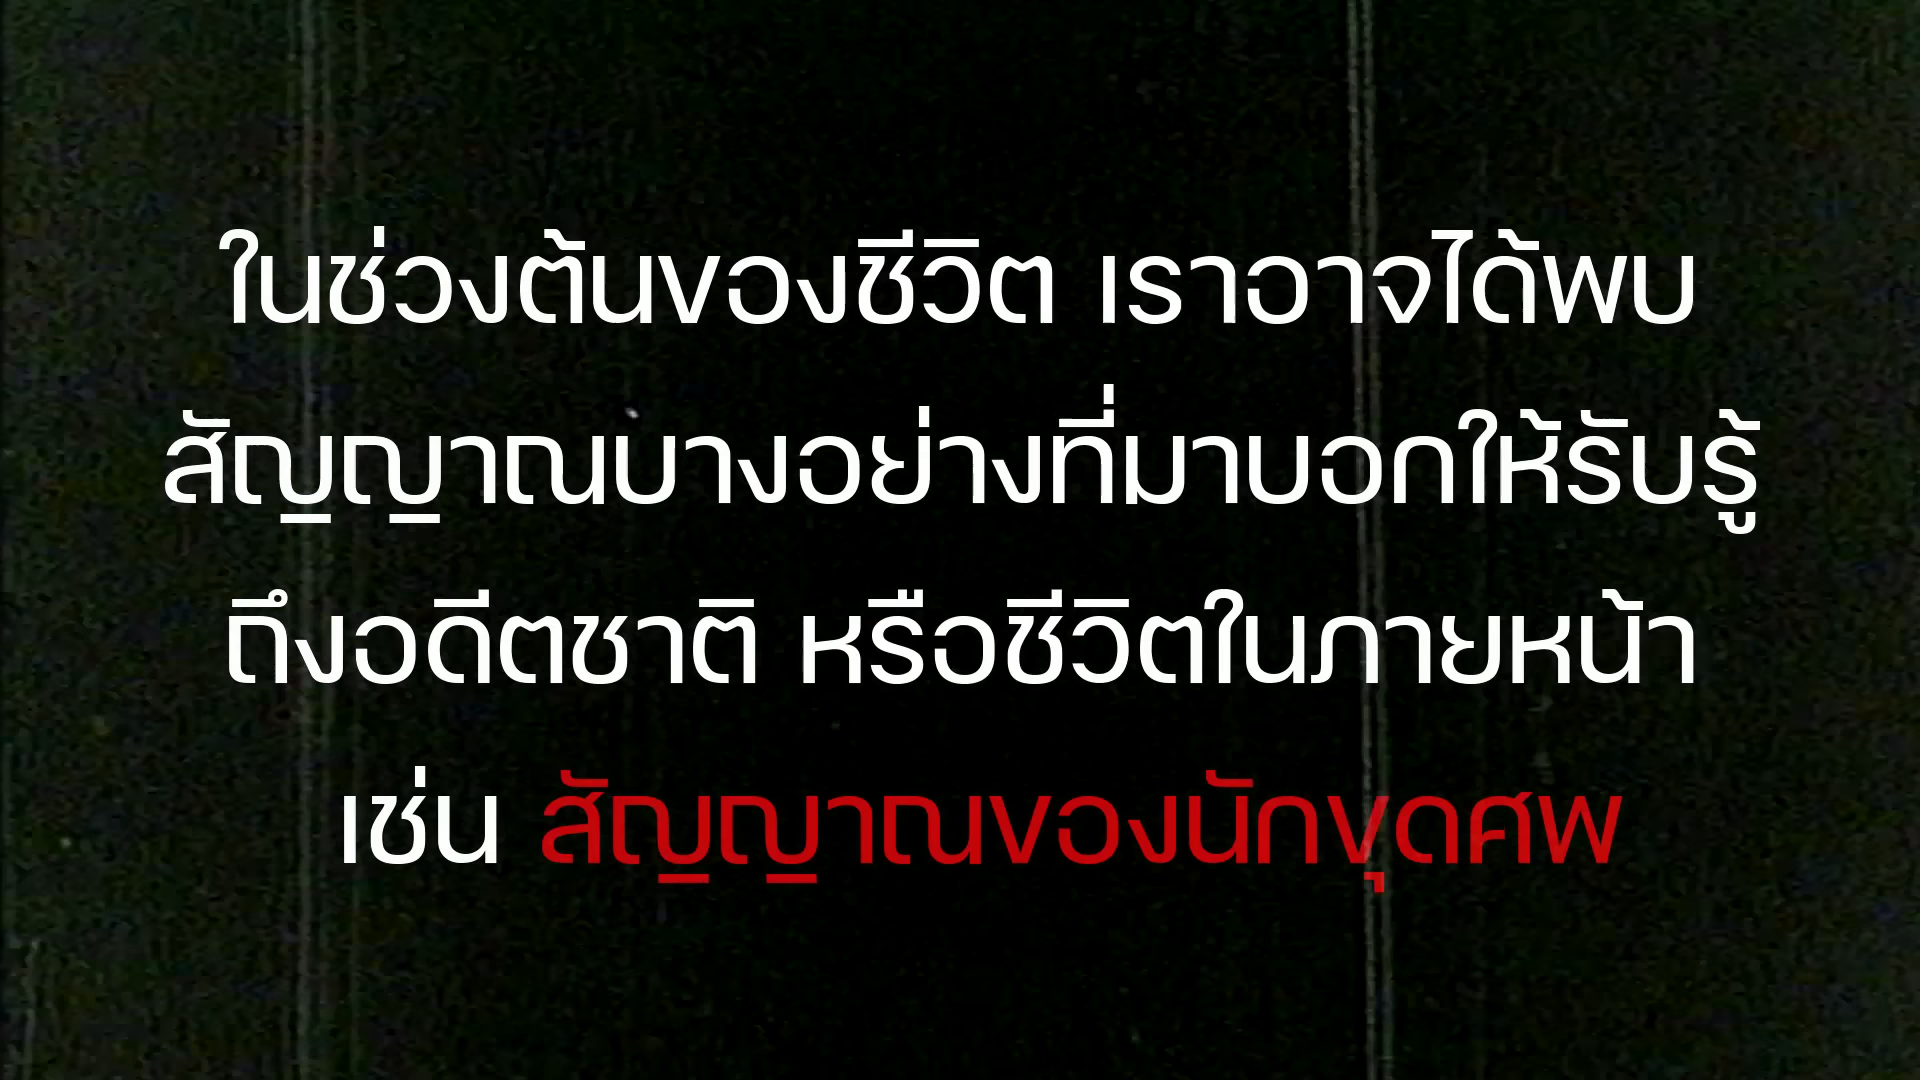 ในช่วงต้นของชีวิต เราอาจได้พบ
สัญญาณบางอย่างที่มาบอกให้รับรู้
ถึงอดีตชาติ หรือชีวิตในภายหน้า
เช่น สัญญาณของนักขุดศพ